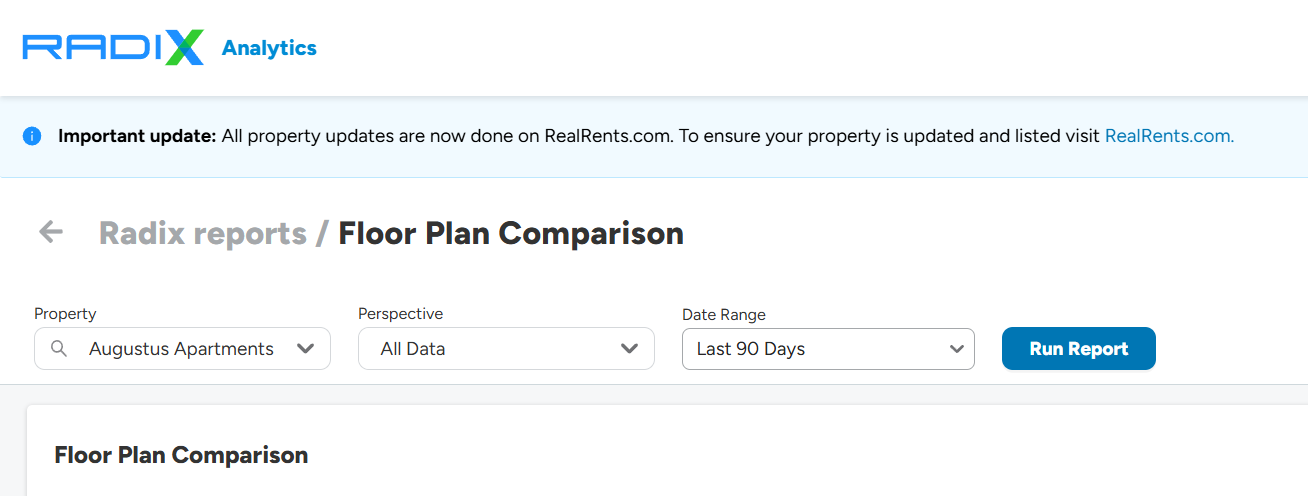 RADIX Analytics
Important update: All property updates are now done on RealRents.com. To ensure your property is updated and listed visit RealRents.com.
Radix reports / Floor Plan Comparison
Property Perspective Date Range
Augustus Apartments All Data Last 90 Days Run Report
Floor Plan Comparison